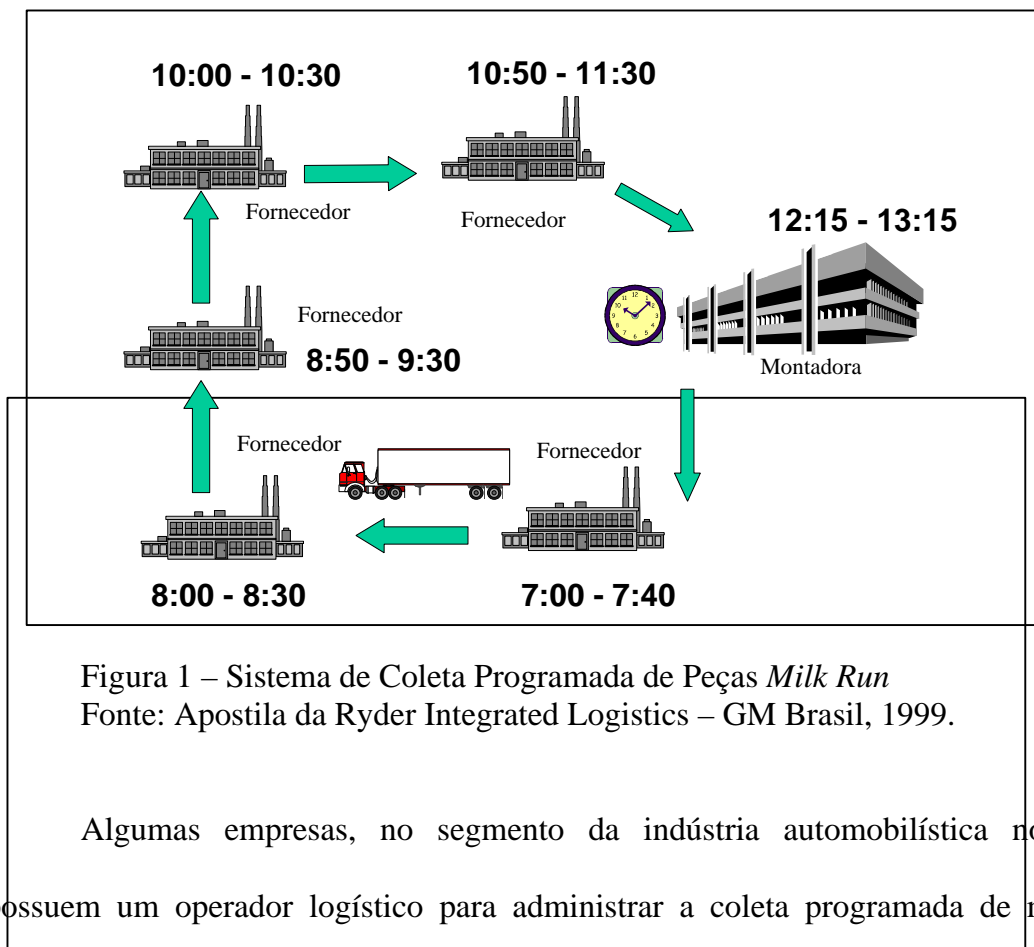 10:00 - 10:30
10:50 - 11:30
Fornecedor
Fornecedor
12:15 - 13:15
Fornecedor
8:50 - 9:30
Montadora
Fornecedor
Fornecedor
8:00 - 8:30
7:00 - 7:40
Figura 1 – Sistema de Coleta Programada de Peças Milk Run
Fonte: Apostila da Ryder Integrated Logistics – GM Brasil, 1999.
Algumas empresas, no segmento da indústria automobilística
um operador logístico para administrar a coleta programada de